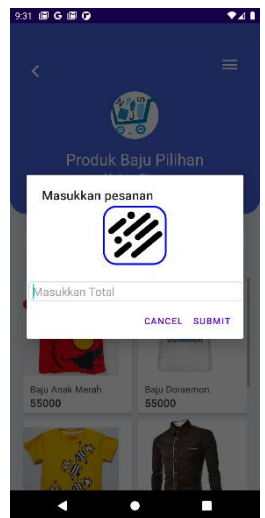 9:31
Produk Baju Pilihan
Masukkan pesanan
Masukkan Total
CANCEL SUBMIT
Baju Anak Merah
55000
Baju Doraemon
55000